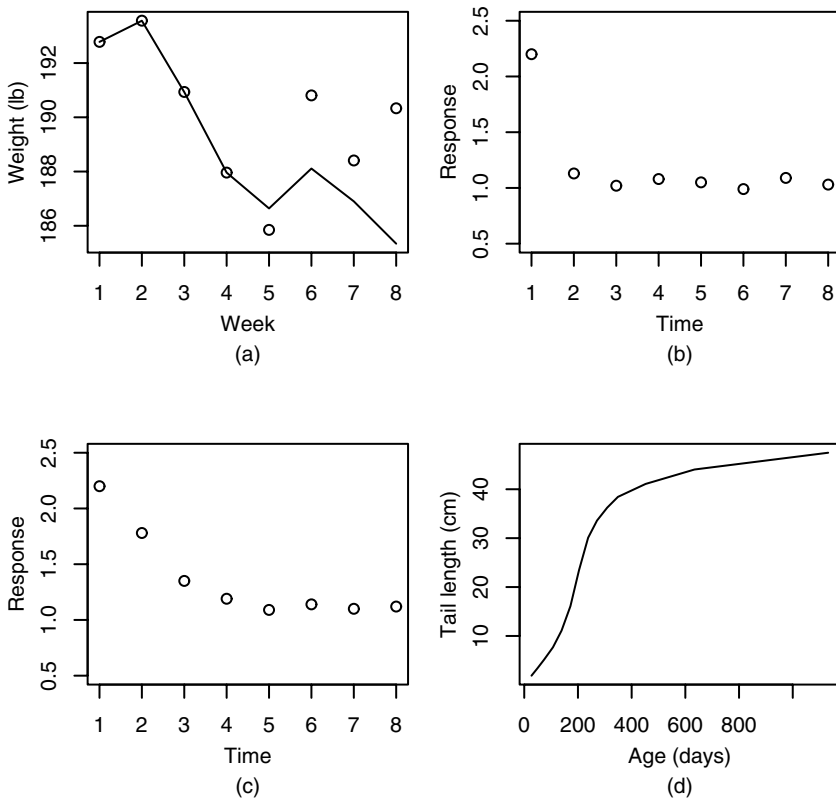 Weight (lb)
186 188 190 192
1 2 3 4 5 6 7 8
Week
(a)
Response
0.5 1.0 1.5 2.0 2.5
1 2 3 4 5 6 7 8
Time
(b)
Response
0.5 1.0 1.5 2.0 2.5
1 2 3 4 5 6 7 8
Time
(c)
Tail length (cm)
10 20 30 40
0 200 400 600 800
Age (days)
(d)